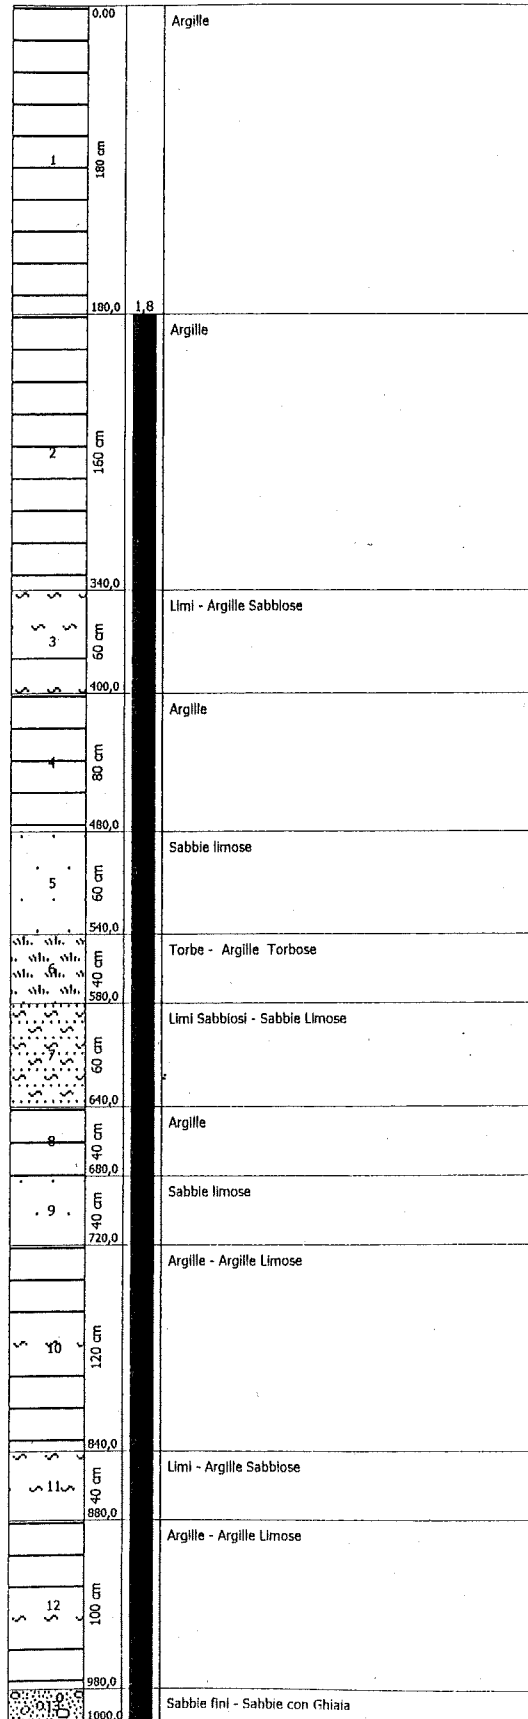 0,00
Argille
1
180 cm
180,0
1,8
Argille
2
160 cm
340,0
Limi - Argille Sabbiose
3
60 cm
400,0
Argille
4
80 cm
480,0
Sabbie limose
5
60 cm
540,0
Torbe - Argille Torbose
6
40 cm
580,0
Limi Sabbiosi - Sabbie Limose
7
60 cm
640,0
Argille
8
40 cm
680,0
Sabbie limose
9
40 cm
720,0
Argille - Argille Limose
10
120 cm
840,0
Limi - Argille Sabbiose
11
40 cm
880,0
Argille - Argille Limose
12
100 cm
980,0
Sabbie fini - Sabbie con Ghiaia
13
1000,0